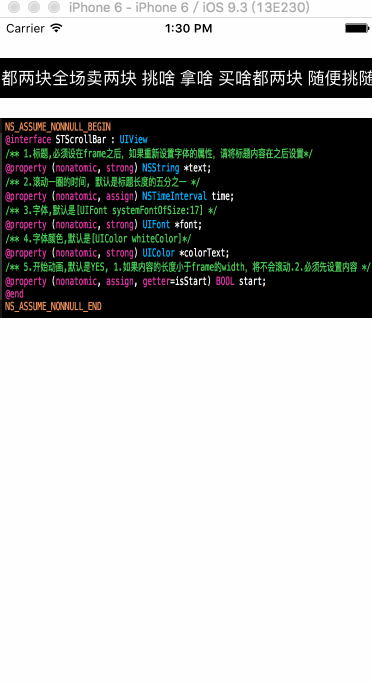 iPhone 6 - iPhone 6 / iOS 9.3 (13E230)
Carrier 1:30 PM
都两块全场卖两块 挑啥 拿啥 买啥都两块 随便挑随
NS_ASSUME_NONNULL_BEGIN
@interface STScrollBar : UIView
/** 1.标题,必须设在frame之后, 如果重新设置字体的属性, 请将标题内容在之后设置*/
@property (nonatomic, strong) NSString *text;
/** 2.滚动一圈的时间, 默认是标题长度的五分之一 */
@property (nonatomic, assign) NSTimeInterval time;
/** 3.字体,默认是[UIFont systemFontOfSize:17] */
@property (nonatomic, strong) UIFont *font;
/** 4.字体颜色,默认是[UIColor whiteColor]*/
@property (nonatomic, strong) UIColor *colorText;
/** 5.开始动画,默认是YES, 1.如果内容的长度小于frame的width, 将不会滚动.2.必须先设置内容 */
@property (nonatomic, assign, getter=isStart) BOOL start;
@end
NS_ASSUME_NONNULL_END